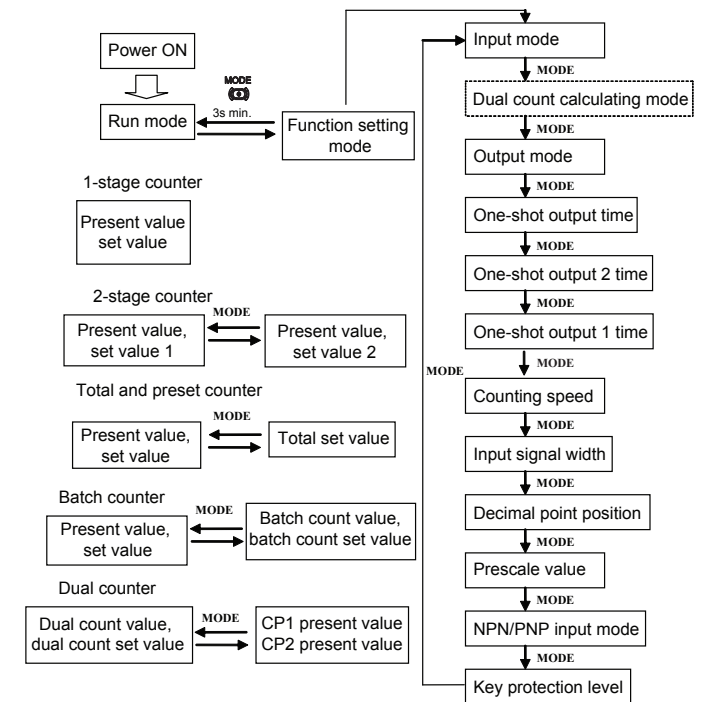 Power ON
MODE
3s min.
Run mode
Function setting
mode
1-stage counter
Present value
set value
2-stage counter
MODE
Present value,
set value 1
Present value,
set value 2
Total and preset counter
MODE
Present value,
set value
Total set value
Batch counter
MODE
Present value,
set value
Batch count value,
batch count set value
Dual counter
MODE
Dual count value,
dual count set value
CP1 present value
CP2 present value
Input mode
MODE
Dual count calculating mode
MODE
Output mode
MODE
One-shot output time
MODE
One-shot output 2 time
MODE
One-shot output 1 time
MODE
MODE
Counting speed
MODE
Input signal width
MODE
Decimal point position
MODE
Prescale value
MODE
NPN/PNP input mode
MODE
Key protection level